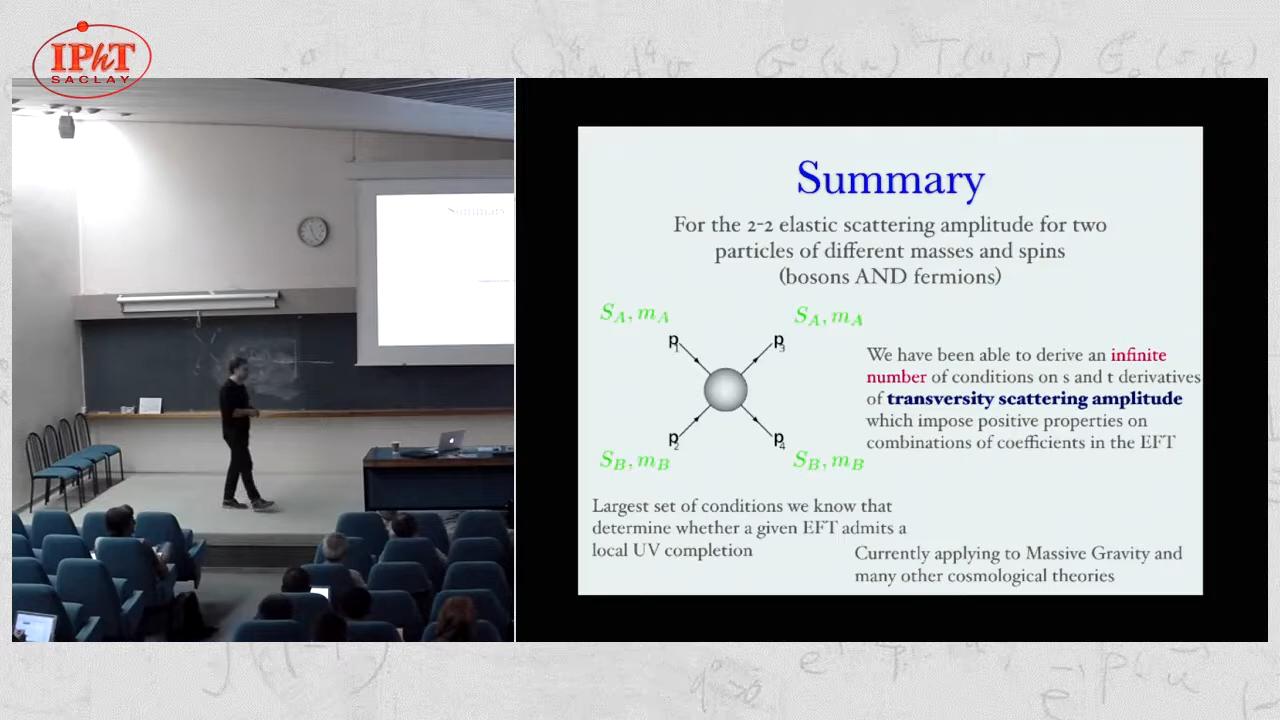 IPhT
SACLAY
Summary
Summary
For the 2-2 elastic scattering amplitude for two
particles of different masses and spins
(bosons AND fermions)
S_A, m_A
S_A, m_A
p_1
p_3
We have been able to derive an infinite
number of conditions on s and t derivatives
of transversity scattering amplitude
which impose positive properties on
combinations of coefficients in the EFT
p_2
p_4
S_B, m_B
S_B, m_B
Largest set of conditions we know that
determine whether a given EFT admits a
local UV completion
Currently applying to Massive Gravity and
many other cosmological theories